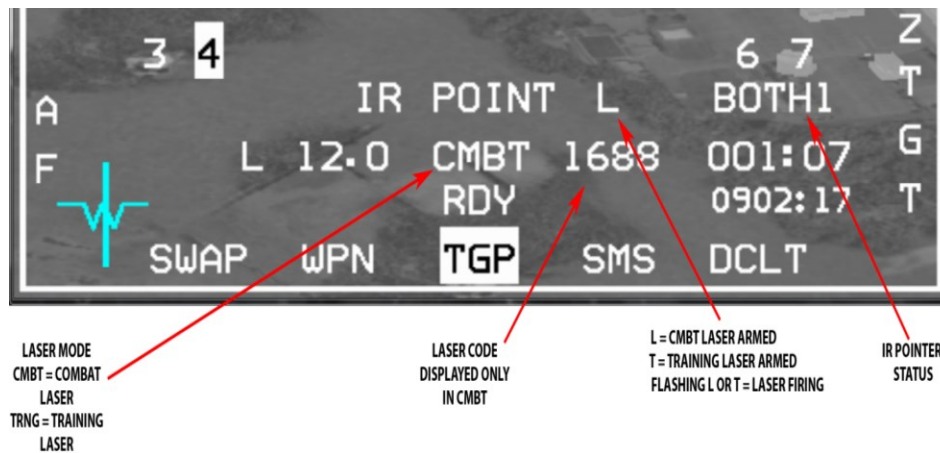 3 4 6 7 Z
T
A IR POINT L BOTH1
G
F L 12.0 CMBT 1688 001:07
RDY 0902:17 T
SWAP WPN TGP SMS DCLT
LASER MODE
CMBT = COMBAT
LASER
TRNG = TRAINING
LASER
LASER CODE
DISPLAYED ONLY
IN CMBT
L = CMBT LASER ARMED
T = TRAINING LASER ARMED
FLASHING L OR T = LASER FIRING
IR POINTER
STATUS